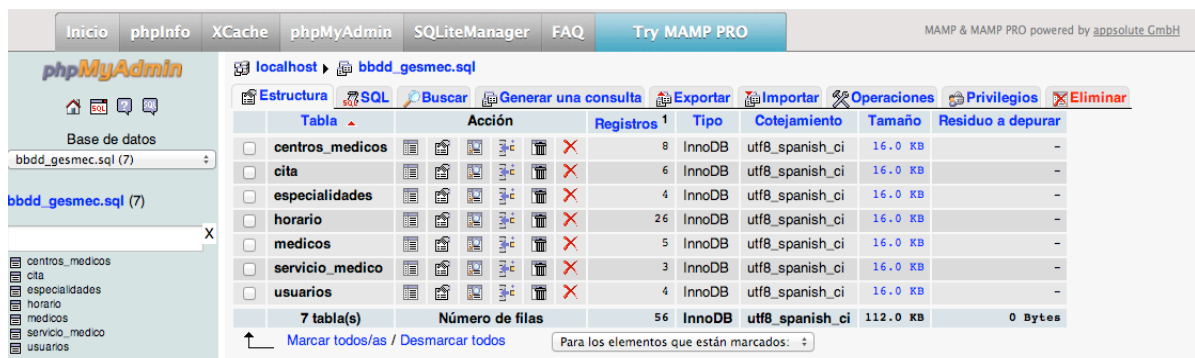 Inicio phpInfo XCache phpMyAdmin SQLiteManager FAQ Try MAMP PRO MAMP & MAMP PRO powered by appsolute GmbH
phpMyAdmin
Base de datos
bbdd_gesmec.sql (7)
bbdd_gesmec.sql (7)
X
centros_medicos
cita
especialidades
horario
medicos
servicio_medico
usuarios
localhost bbdd_gesmec.sql
Estructura SQL Buscar Generar una consulta Exportar Importar Operaciones Privilegios Eliminar
Tabla Acción Registros 1 Tipo Cotejamiento Tamaño Residuo a depurar
centros_medicos 8 InnoDB utf8_spanish_ci 16.0 KB -
cita 6 InnoDB utf8_spanish_ci 16.0 KB -
especialidades 4 InnoDB utf8_spanish_ci 16.0 KB -
horario 26 InnoDB utf8_spanish_ci 16.0 KB -
medicos 5 InnoDB utf8_spanish_ci 16.0 KB -
servicio_medico 3 InnoDB utf8_spanish_ci 16.0 KB -
usuarios 4 InnoDB utf8_spanish_ci 16.0 KB -
7 tabla(s) Número de filas 56 InnoDB utf8_spanish_ci 112.0 KB 0 Bytes
Marcar todos/as / Desmarcar todos Para los elementos que están marcados: